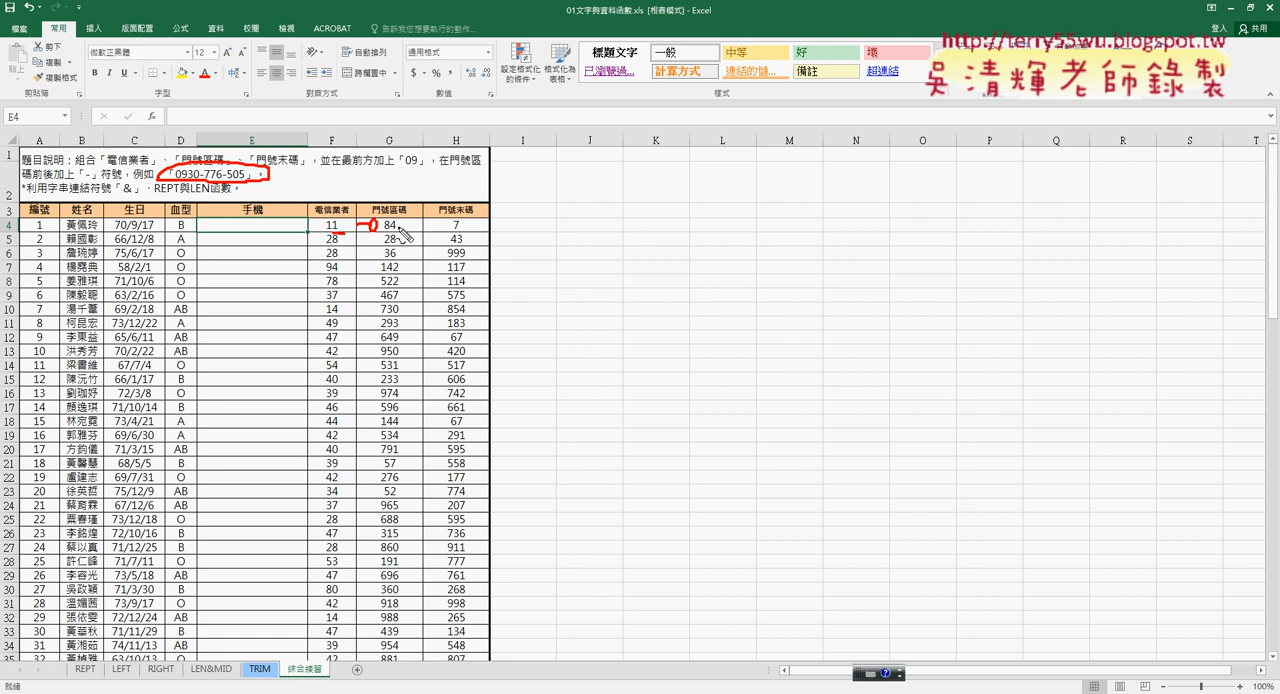 01文字與資料函數.xls [相容模式] - Excel
檔案 常用 插入 版面配置 公式 資料 校閱 檢視 ACROBAT 告訴我您想要執行的動作... 登入 共用
貼上 剪下 複製 複製格式 剪貼簿
微軟正黑體 12 B I U 字型
自動換列 跨欄置中 對齊方式
通用格式 $ % 數值
設定格式化的條件 格式化為表格
標題文字 一般 中等 好 壞
已瀏覽過... 計算方式 連結的儲... 備註 超連結 樣式
http://terry55wu.blogspot.tw
吳清輝老師錄製
E4 fx
A B C D E F G H I J K L M N O P Q R S T
題目說明：組合「電信業者」、「門號區碼」、「門號末碼」，並在最前方加上「09」，在門號區
碼前後加上「-」符號，例如「0930-776-505」。
*利用字串連結符號「&」、REPT與LEN函數。
編號 姓名 生日 血型 手機 電信業者 門號區碼 門號末碼
1 黃佩玲 70/9/17 B 11 84 7
2 賴國彰 66/12/8 A 28 28 43
3 詹琬婷 75/6/17 O 28 36 999
4 楊堯典 58/2/1 O 94 142 117
5 姜雅琪 71/10/6 O 78 522 114
6 陳毅聰 63/2/16 O 37 467 575
7 湯千葦 69/2/18 AB 14 730 854
8 柯昆宏 73/12/22 A 49 293 183
9 李東益 65/6/11 AB 47 649 67
10 洪秀芳 70/2/22 AB 42 950 420
11 梁書維 67/7/4 O 54 531 517
12 陳沅竹 66/1/17 B 40 233 606
13 劉珈妤 72/3/8 O 39 974 742
14 顏逸琪 71/10/14 B 46 596 661
15 林宛霓 73/4/21 A 44 144 67
16 郭雅芬 69/6/30 A 42 534 291
17 方鈞儀 71/3/15 AB 40 791 595
18 黃馨慧 68/5/5 B 39 57 558
19 盧建志 69/7/31 O 42 276 177
20 徐英哲 75/12/9 AB 34 52 774
21 蔡育霖 67/12/6 AB 37 965 207
22 粟春瑾 73/12/18 O 28 688 595
23 李銘煌 72/10/16 B 47 315 736
24 蔡以真 71/12/25 B 28 860 911
25 許仁峰 71/7/11 O 53 191 777
26 李容光 73/5/18 AB 47 696 761
27 吳政穎 71/3/30 B 80 360 268
28 溫媚茜 73/9/17 O 42 918 998
29 張依雯 72/12/24 AB 14 988 265
30 黃華秋 71/11/29 B 47 439 134
31 黃湘茹 74/11/13 AB 39 954 548
32 黃楨雅 63/10/13 O 42 881 807
REPT LEFT RIGHT LEN&MID TRIM 綜合練習
就緒 100%